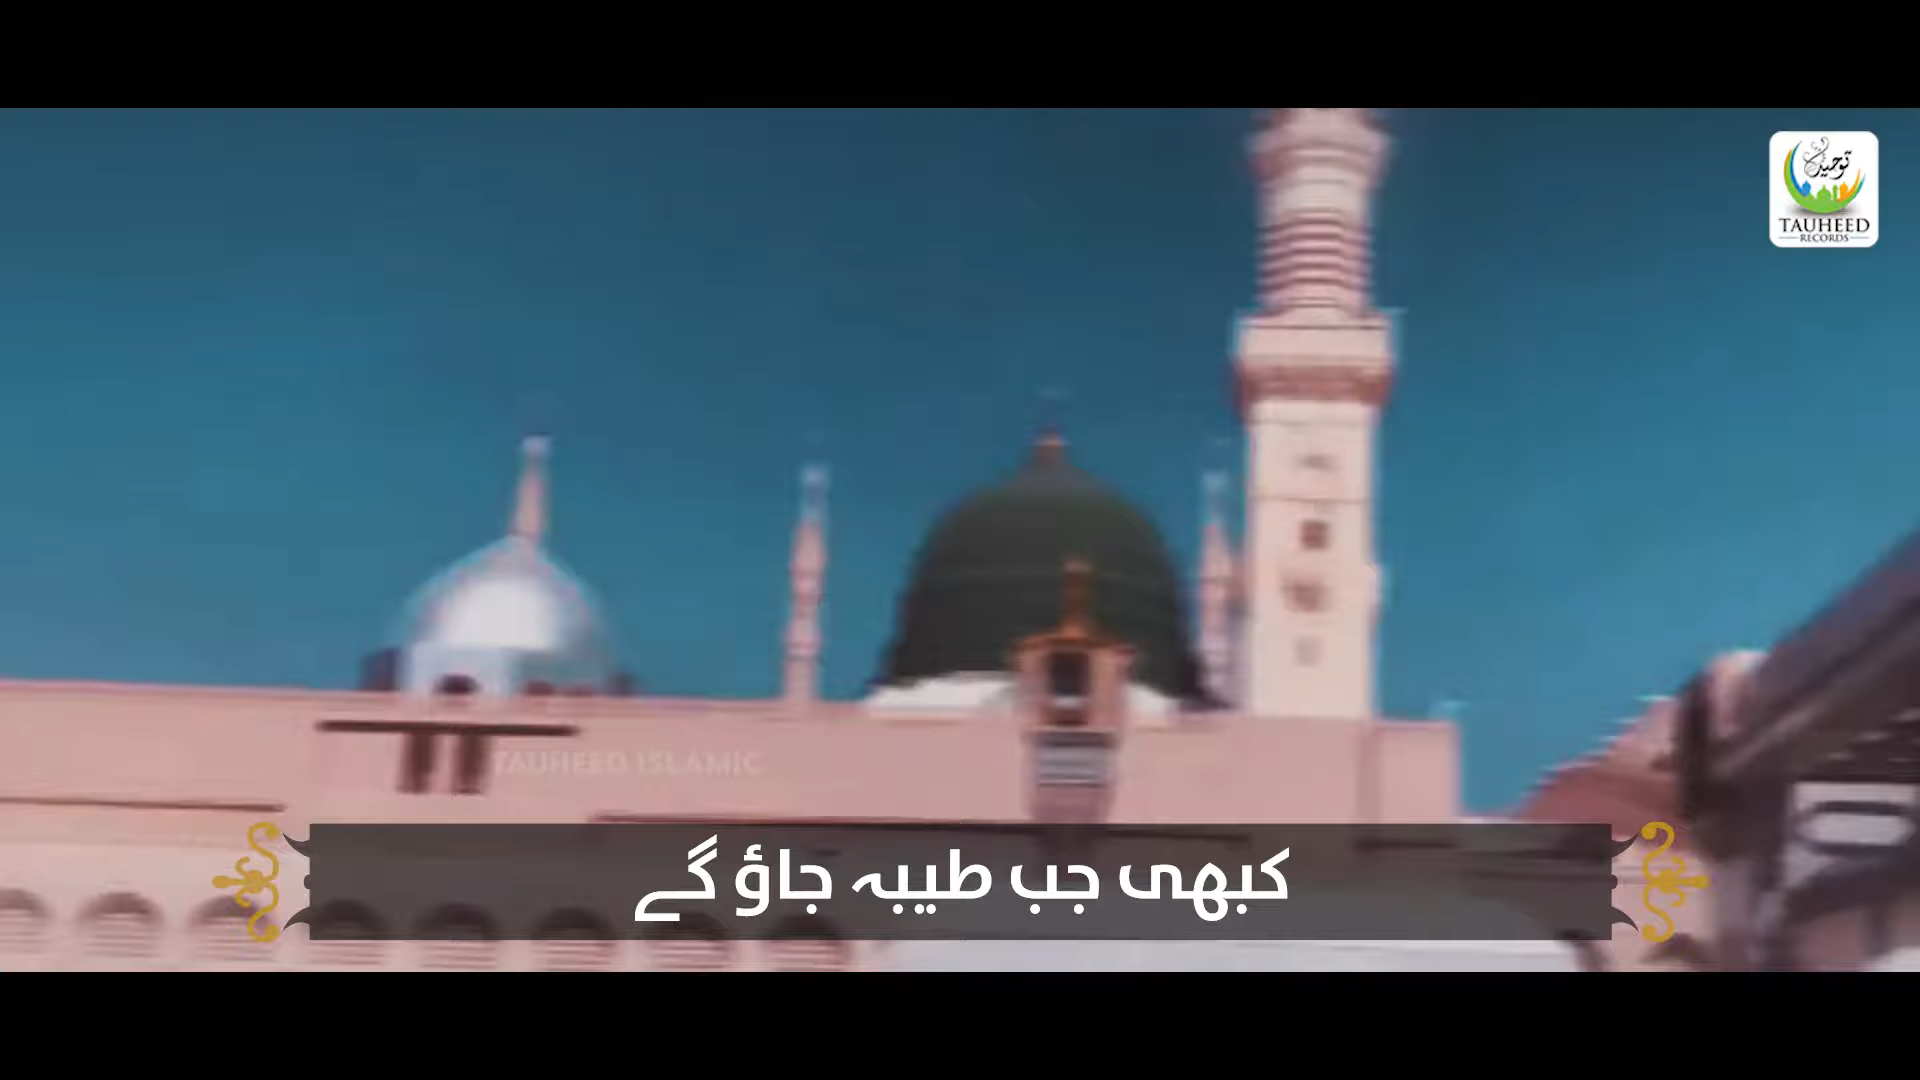 توحید
TAUHEED
RECORDS
TAUHEED ISLAMIC
کبھی جب طیبہ جاؤ گے